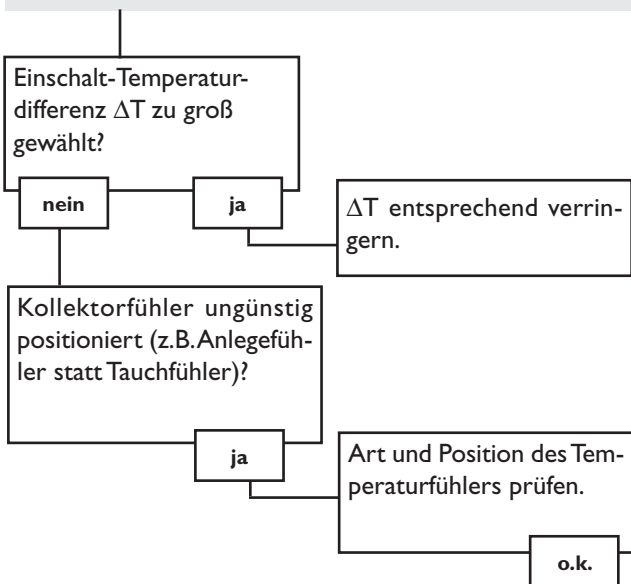 Einschalt-Temperatur-
differenz ΔT zu groß
gewählt?
nein
ja
ΔT entsprechend verrin-
gern.
Kollektorfühler ungünstig
positioniert (z.B. Anlegefüh-
ler statt Tauchfühler)?
ja
Art und Position des Tem-
peraturfühlers prüfen.
o.k.